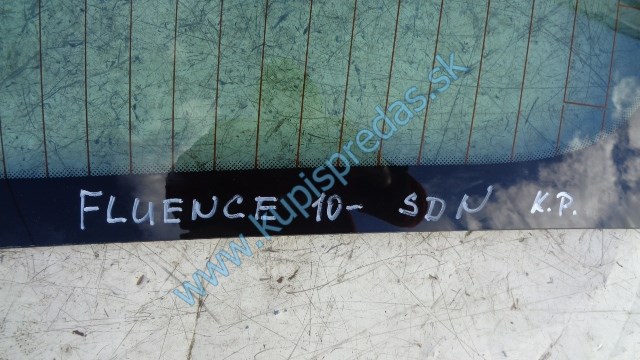 FLUENCE 10- SDN K.P.
www.kupispredas.sk